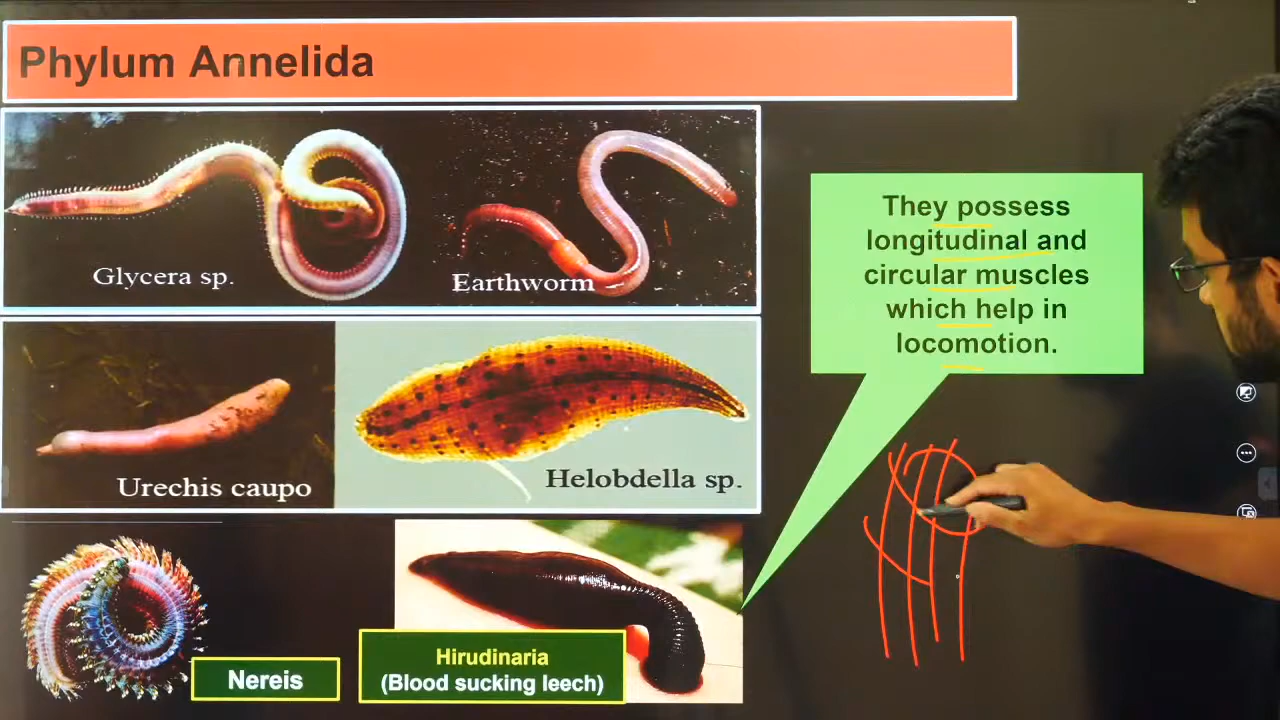 Phylum Annelida
Glycera sp.
Earthworm
They possess
longitudinal and
circular muscles
which help in
locomotion.
Urechis caupo
Helobdella sp.
Nereis
Hirudinaria
(Blood sucking leech)